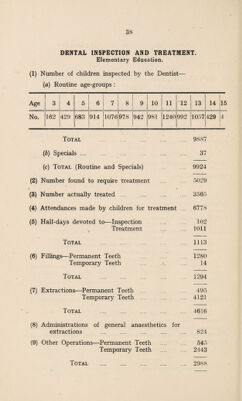 38
DENTAL INSPECTION AND TREATMENT.
Elementary Education.
(1) Number of children inspected by the Dentist—
(a) Routine age-groups:
Age 3 4 5 6 7 8 9 10 11 12 13 14 15
No. 162 429 683 914 1076 978 942 981 1240 992 1057 429 4
TOTAL 9887
(b) Specials 37
(c) TOTAL (Routine and Specials) 9924
(2) Number found to require treatment 5029
(3) Number actually treated 3565
(4) Attendances made by children for treatment 6778
(5) Half-days devoted to—Inspection 102
Treatment 1011
TOTAL 1113
(6) Fillings—Permanent Teeth 1280
Temporary Teeth 14
TOTAL 1294
(7) Extractions—Permanent Teeth 495
Temporary Teeth 4121
TOTAL 4616
(8) Administrations of general anaesthetics for
extractions 824
(9) Other Operations—Permanent Teeth 545
Temporary Teeth 2443
TOTAL 2988